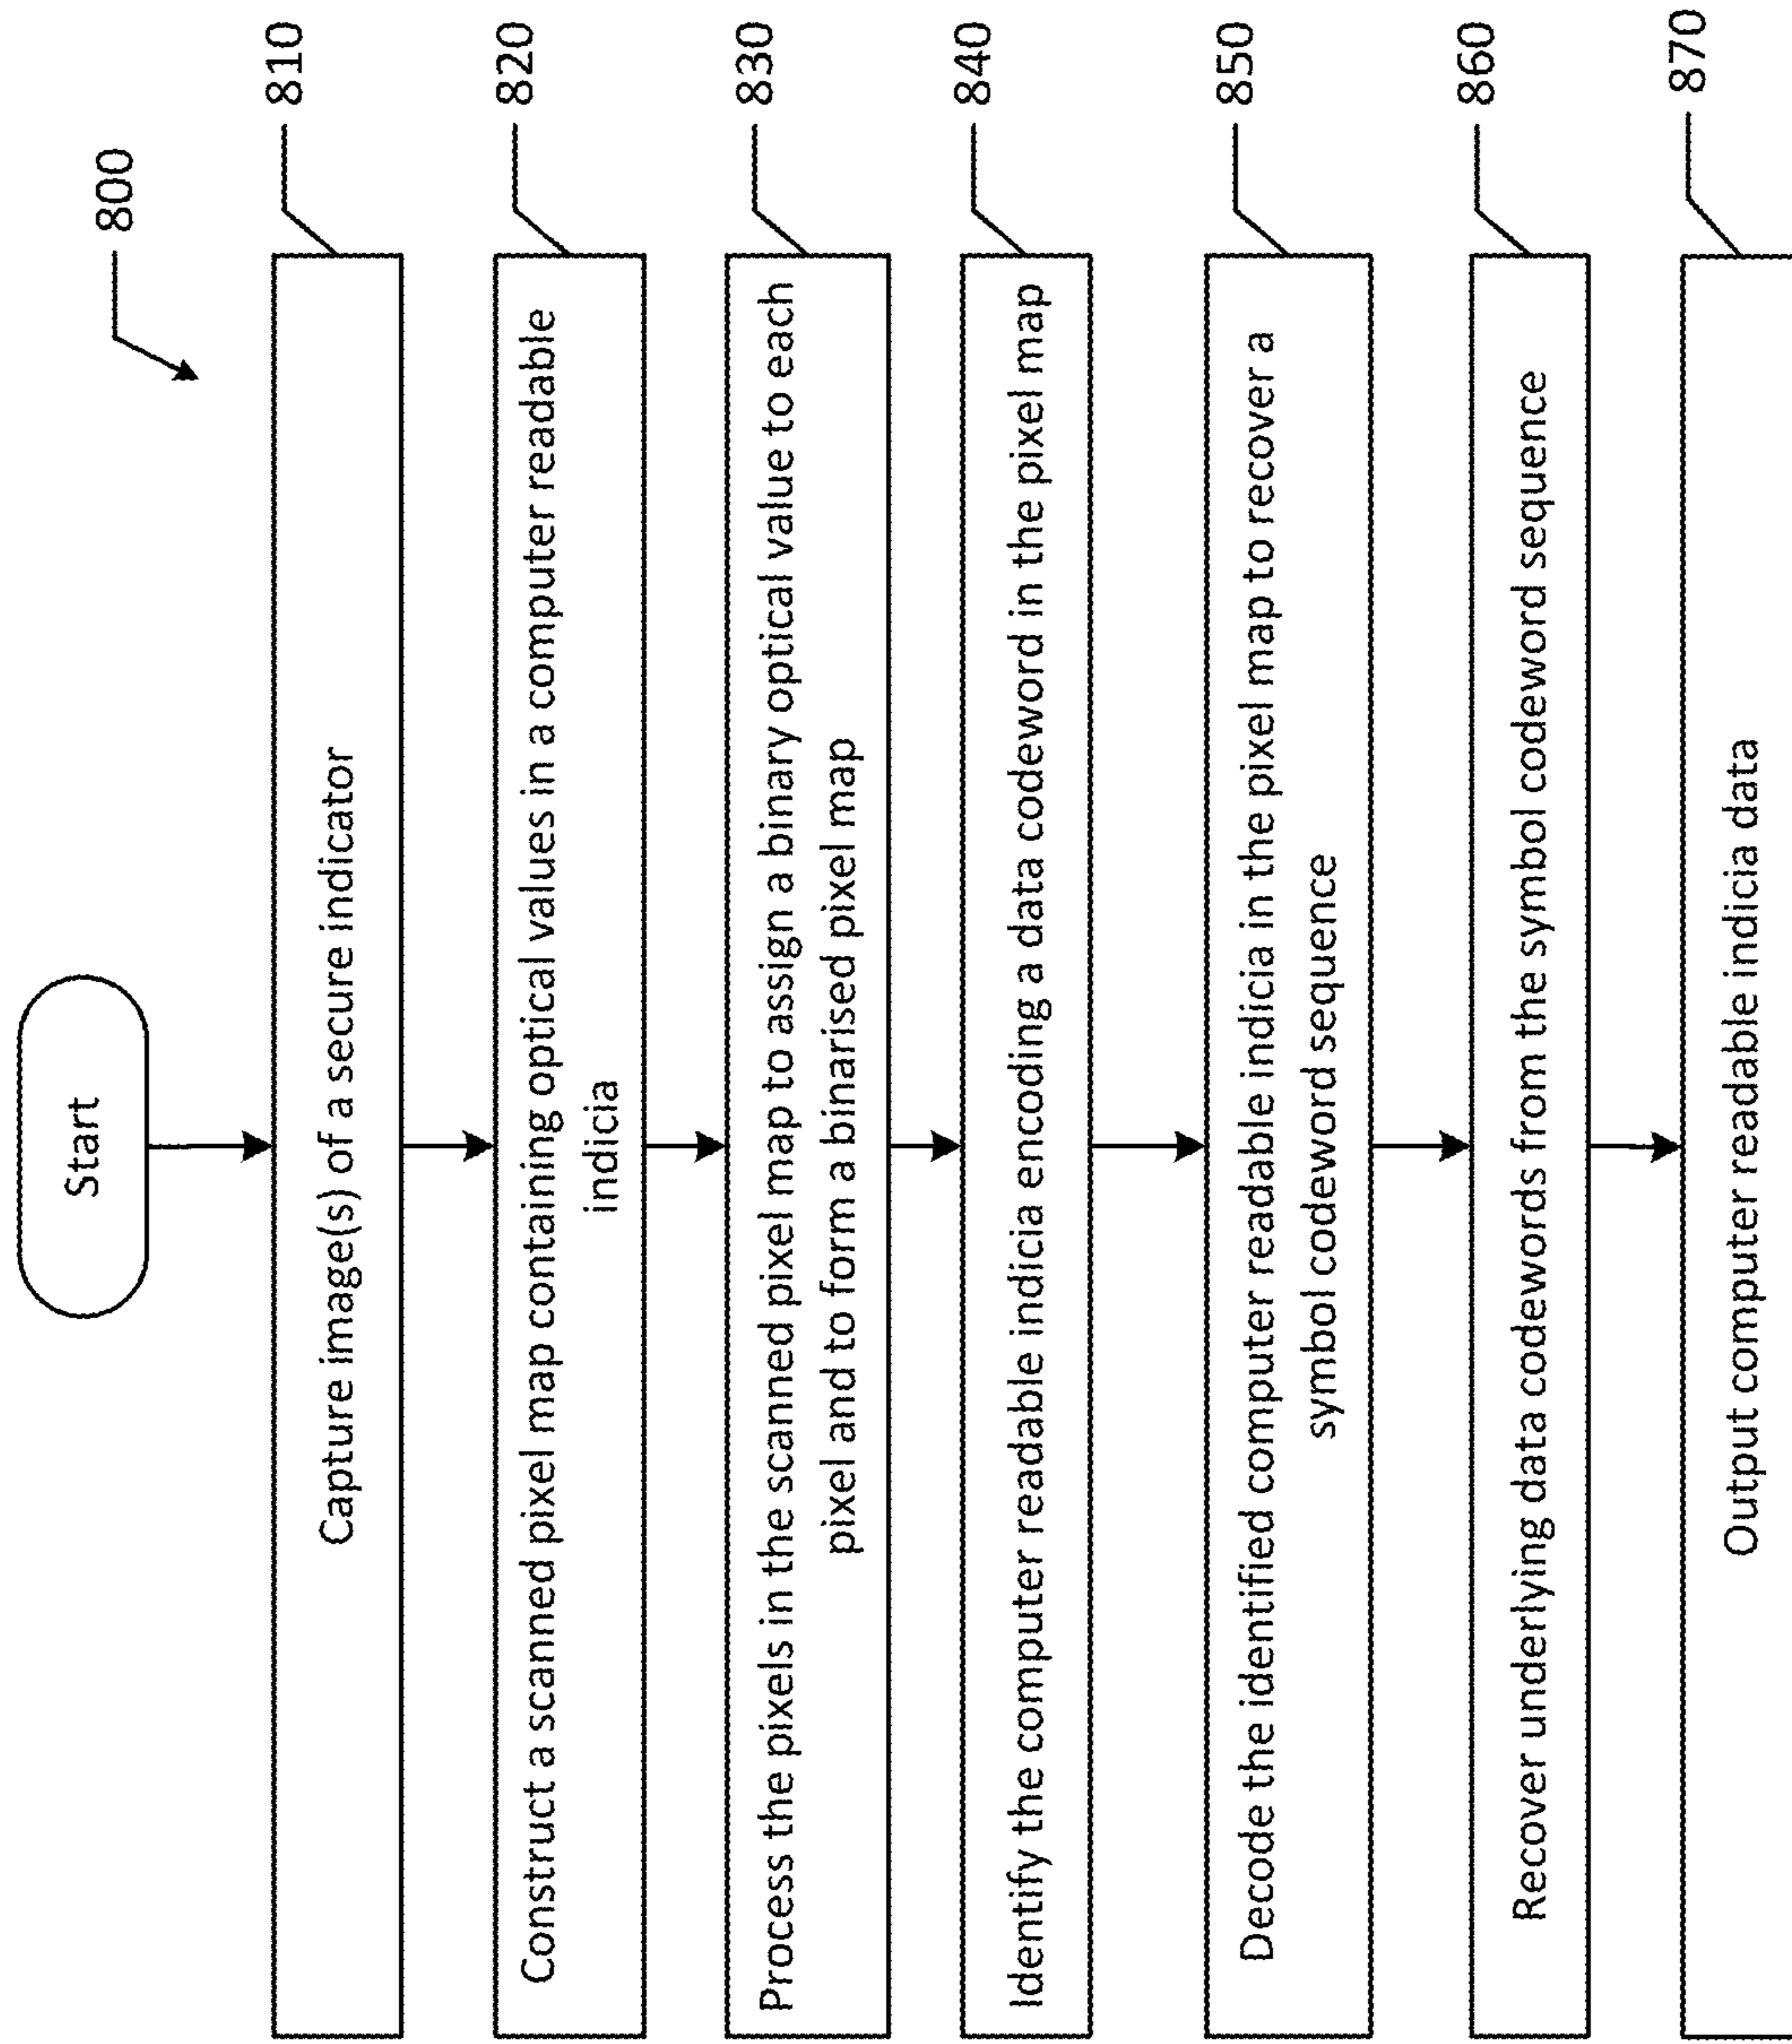 800
Start
Capture image(s) of a secure indicator
810
Construct a scanned pixel map containing optical values in a computer readable
indicia
820
Process the pixels in the scanned pixel map to assign a binary optical value to each
pixel and to form a binarised pixel map
830
Identify the computer readable indicia encoding a data codeword in the pixel map
840
Decode the identified computer readable indicia in the pixel map to recover a
symbol codeword sequence
850
Recover underlying data codewords from the symbol codeword sequence
860
Output computer readable indicia data
870